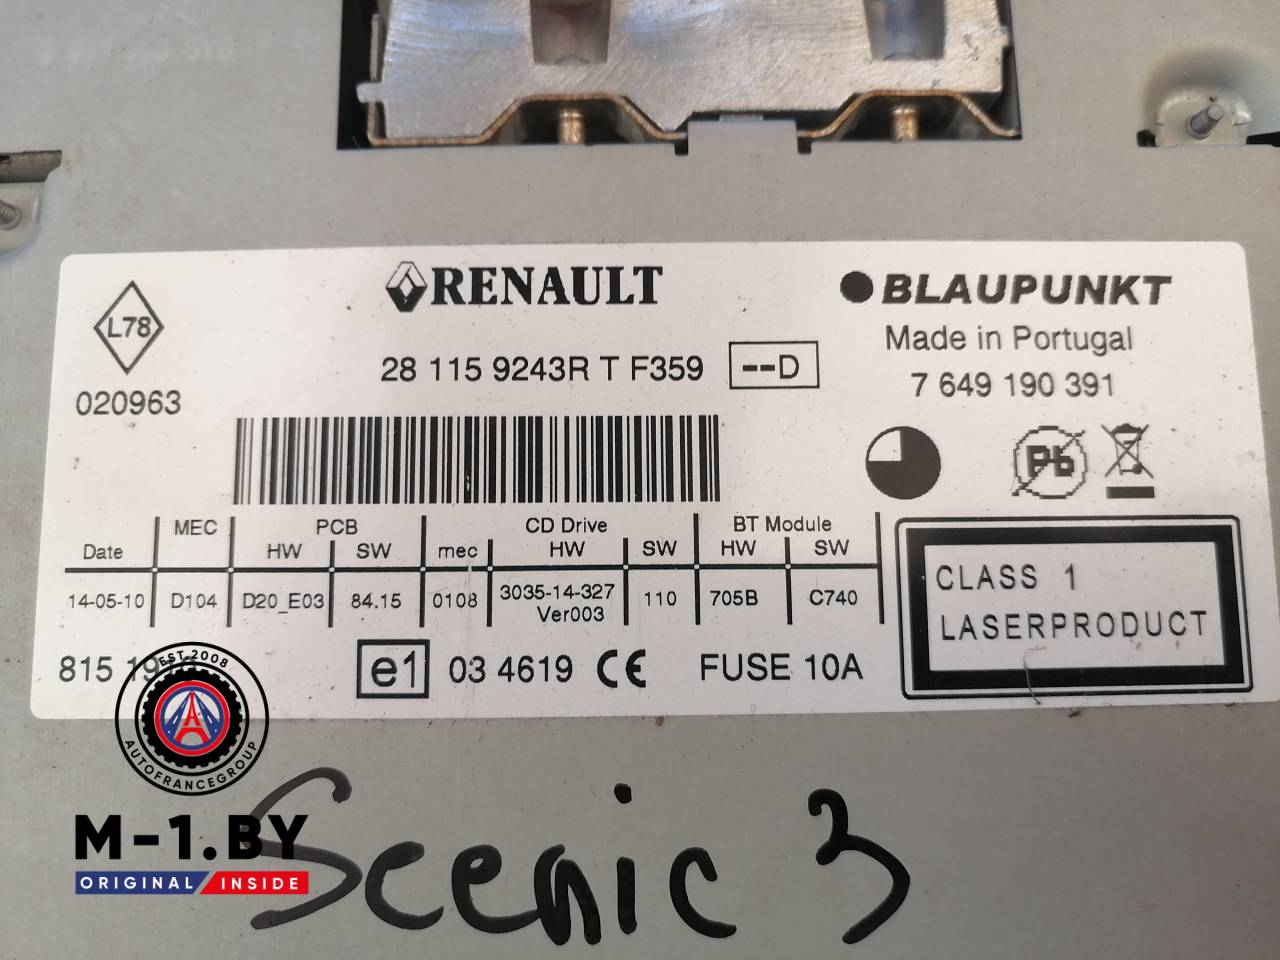 RENAULT
BLAUPUNKT
L78
Made in Portugal
28 115 9243R T F359 --D
7 649 190 391
020963
Pb
MEC PCB CD Drive BT Module
Date HW SW mec HW SW HW SW
14-05-10 D104 D20_E03 84.15 0108 3035-14-327 110 705B C740
Ver003
CLASS 1
LASERPRODUCT
815
e1 03 4619 CE FUSE 10A
EST.2008
AUTOFRANCEGROUP
M-1.BY
ORIGINAL / INSIDE
Scenic 3